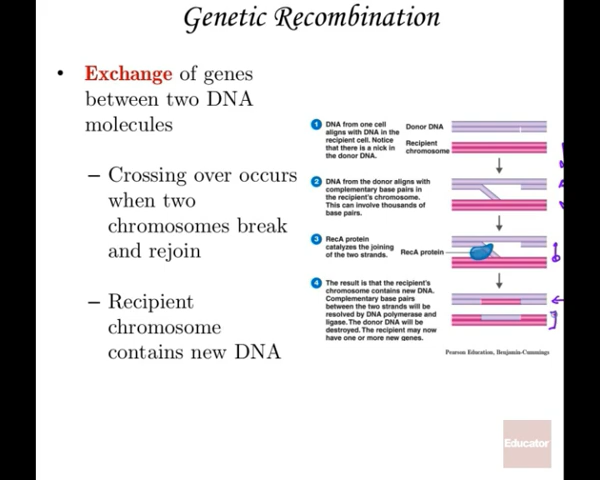 Genetic Recombination
• Exchange of genes
between two DNA
molecules
– Crossing over occurs
when two
chromosomes break
and rejoin
– Recipient
chromosome
contains new DNA
1 DNA from one cell
aligns with DNA in the
recipient cell. Notice
that there is a nick in
the donor DNA.
Donor DNA
Recipient
chromosome
2 DNA from the donor aligns with
complementary base pairs in
the recipient's chromosome.
This can involve thousands of
base pairs.
3 RecA protein
catalyzes the joining
of the two strands.
RecA protein
4 The result is that the recipient's
chromosome contains new DNA.
Complementary base pairs
between the two strands will be
resolved by DNA polymerase and
ligase. The donor DNA will be
destroyed. The recipient may now
have one or more new genes.
Pearson Education, Benjamin-Cummings
Educator